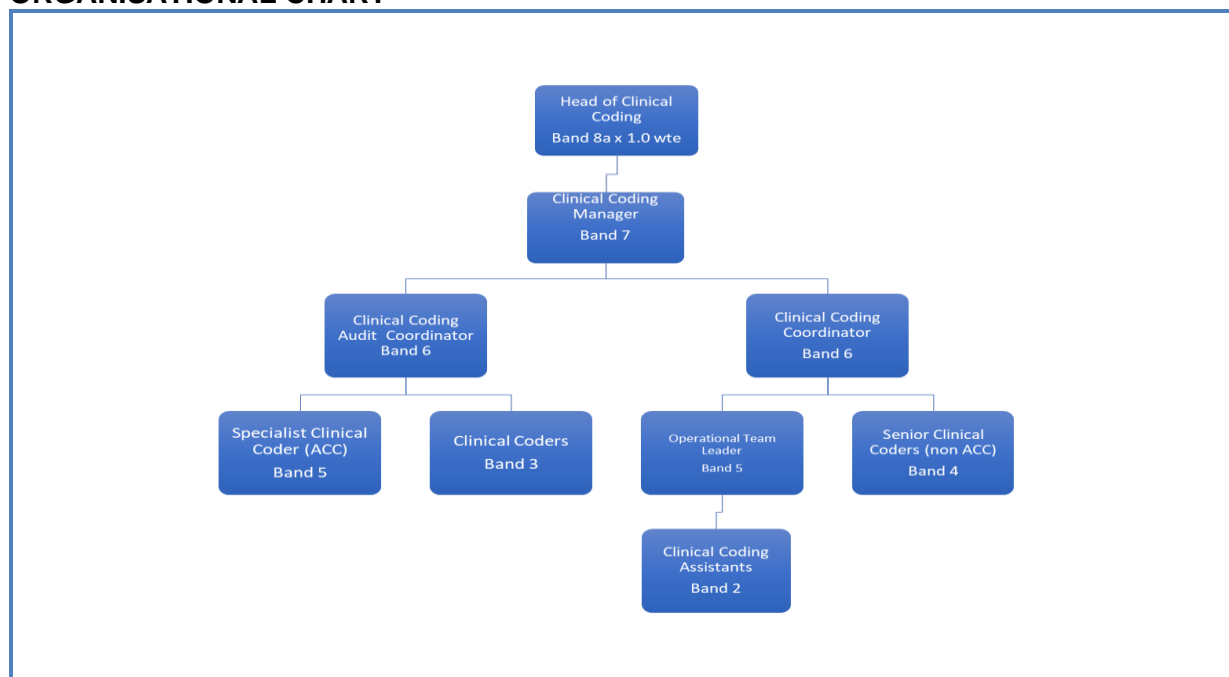 ORGANISATIONAL CHART
Head of Clinical
Coding
Band 8a x 1.0 wte
Clinical Coding
Manager
Band 7
Clinical Coding
Audit Coordinator
Band 6
Clinical Coding
Coordinator
Band 6
Specialist Clinical
Coder (ACC)
Band 5
Clinical Coders
Band 3
Operational Team
Leader
Band 5
Senior Clinical
Coders (non ACC)
Band 4
Clinical Coding
Assistants
Band 2